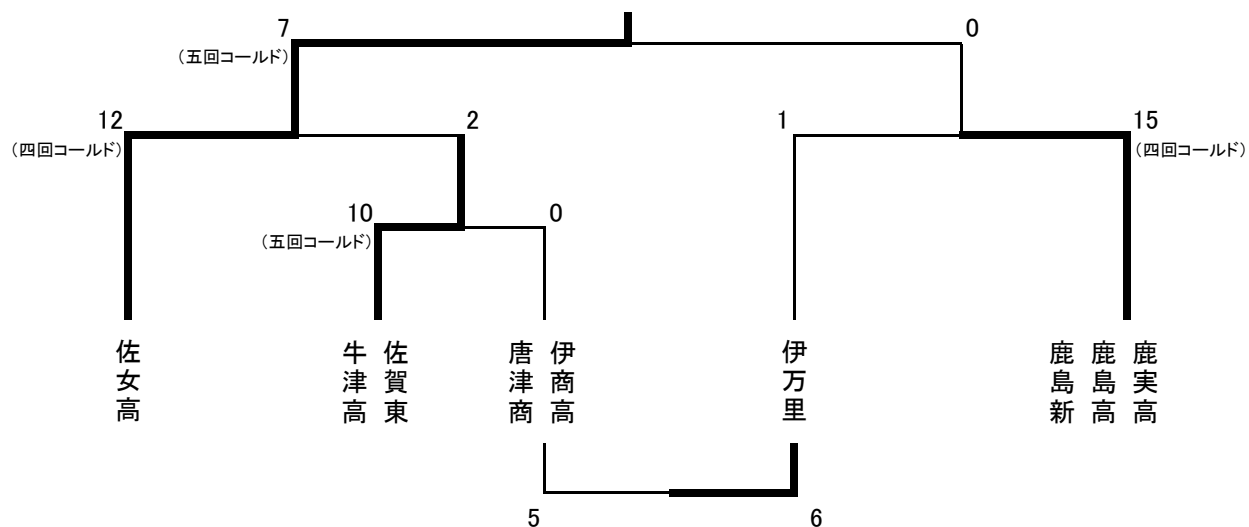 7
0
(五回コールド)
12
2
1
15
(四回コールド)
(四回コールド)
10
0
(五回コールド)
佐女高
牛津高
佐賀東
唐津商
伊商高
伊万里
鹿島新
鹿島高
鹿実高
5
6